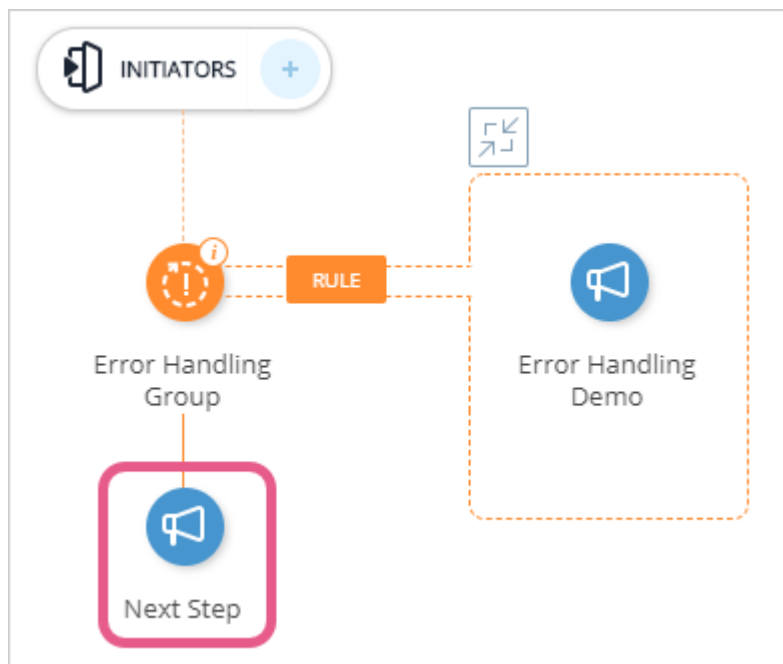 INITIATORS
RULE
Error Handling
Group
Error Handling
Demo
Next Step